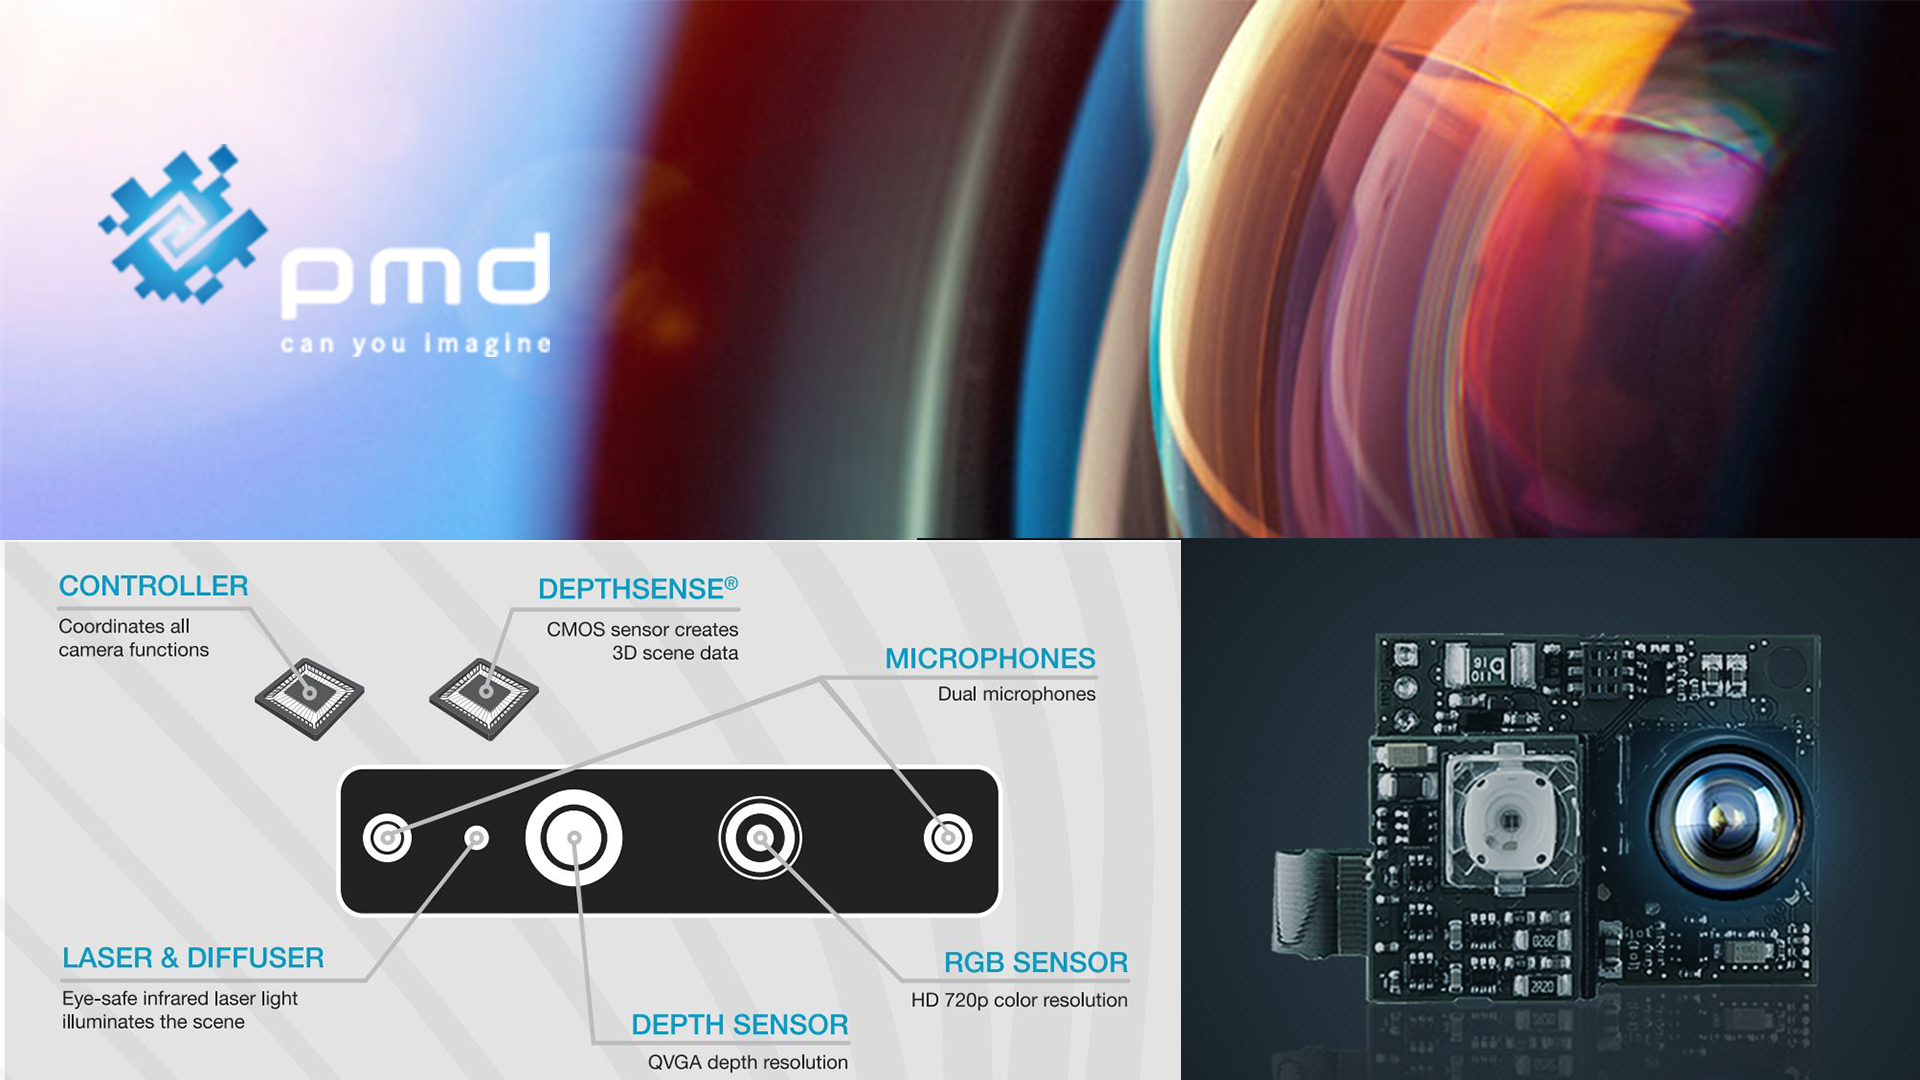 pmd
can you imagine
CONTROLLER
Coordinates all
camera functions
DEPTHSENSE®
CMOS sensor creates
3D scene data
MICROPHONES
Dual microphones
LASER & DIFFUSER
Eye-safe infrared laser light
illuminates the scene
DEPTH SENSOR
QVGA depth resolution
RGB SENSOR
HD 720p color resolution